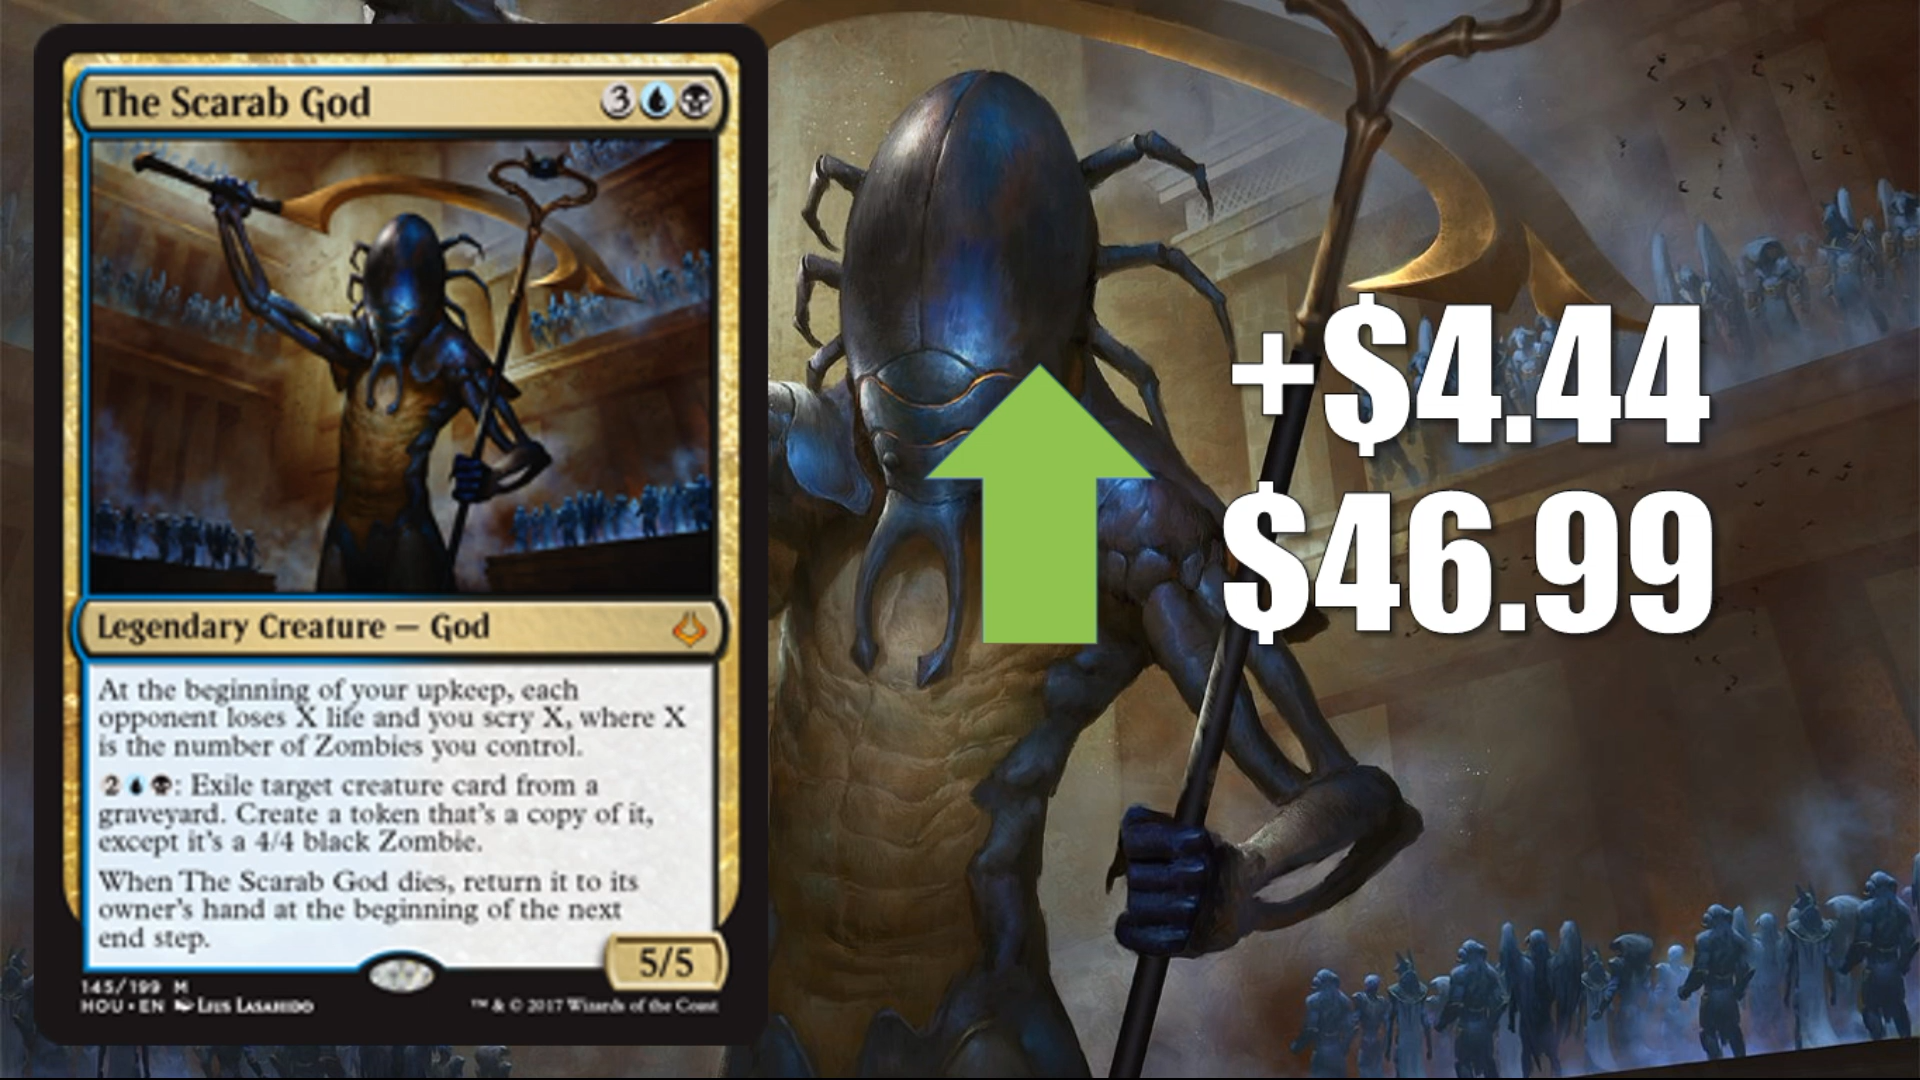 The Scarab God 3
Legendary Creature — God
At the beginning of your upkeep, each
opponent loses X life and you scry X, where X
is the number of Zombies you control.
2 : Exile target creature card from a
graveyard. Create a token that's a copy of it,
except it's a 4/4 black Zombie.
When The Scarab God dies, return it to its
owner's hand at the beginning of the next
end step.
5/5
145/199 M
HOU • EN Lius Lasahido
™ & © 2017 Wizards of the Coast
+$4.44
$46.99